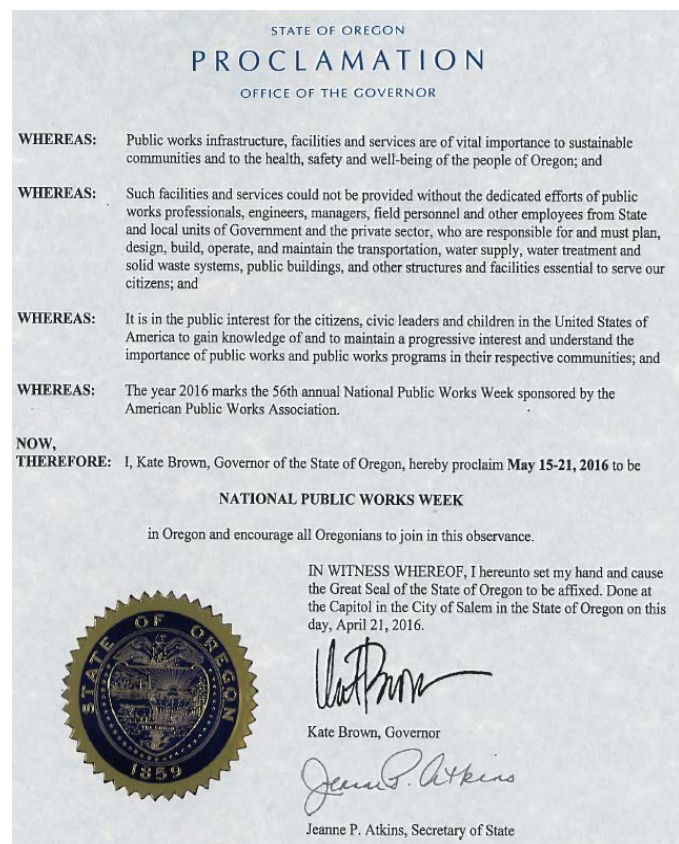 STATE OF OREGON
PROCLAMATION
OFFICE OF THE GOVERNOR
WHEREAS: Public works infrastructure, facilities and services are of vital importance to sustainable
communities and to the health, safety and well-being of the people of Oregon; and
WHEREAS: Such facilities and services could not be provided without the dedicated efforts of public
works professionals, engineers, managers, field personnel and other employees from State
and local units of Government and the private sector, who are responsible for and must plan,
design, build, operate, and maintain the transportation, water supply, water treatment and
solid waste systems, public buildings, and other structures and facilities essential to serve our
citizens; and
WHEREAS: It is in the public interest for the citizens, civic leaders and children in the United States of
America to gain knowledge of and to maintain a progressive interest and understand the
importance of public works and public works programs in their respective communities; and
WHEREAS: The year 2016 marks the 56th annual National Public Works Week sponsored by the
American Public Works Association.
NOW,
THEREFORE: I, Kate Brown, Governor of the State of Oregon, hereby proclaim May 15-21, 2016 to be
NATIONAL PUBLIC WORKS WEEK
in Oregon and encourage all Oregonians to join in this observance.
IN WITNESS WHEREOF, I hereunto set my hand and cause
the Great Seal of the State of Oregon to be affixed. Done at
the Capitol in the City of Salem in the State of Oregon on this
day, April 21, 2016.
Kate Brown
Kate Brown, Governor
Jeanne P. Atkins
Jeanne P. Atkins, Secretary of State
STATE OF OREGON
1859